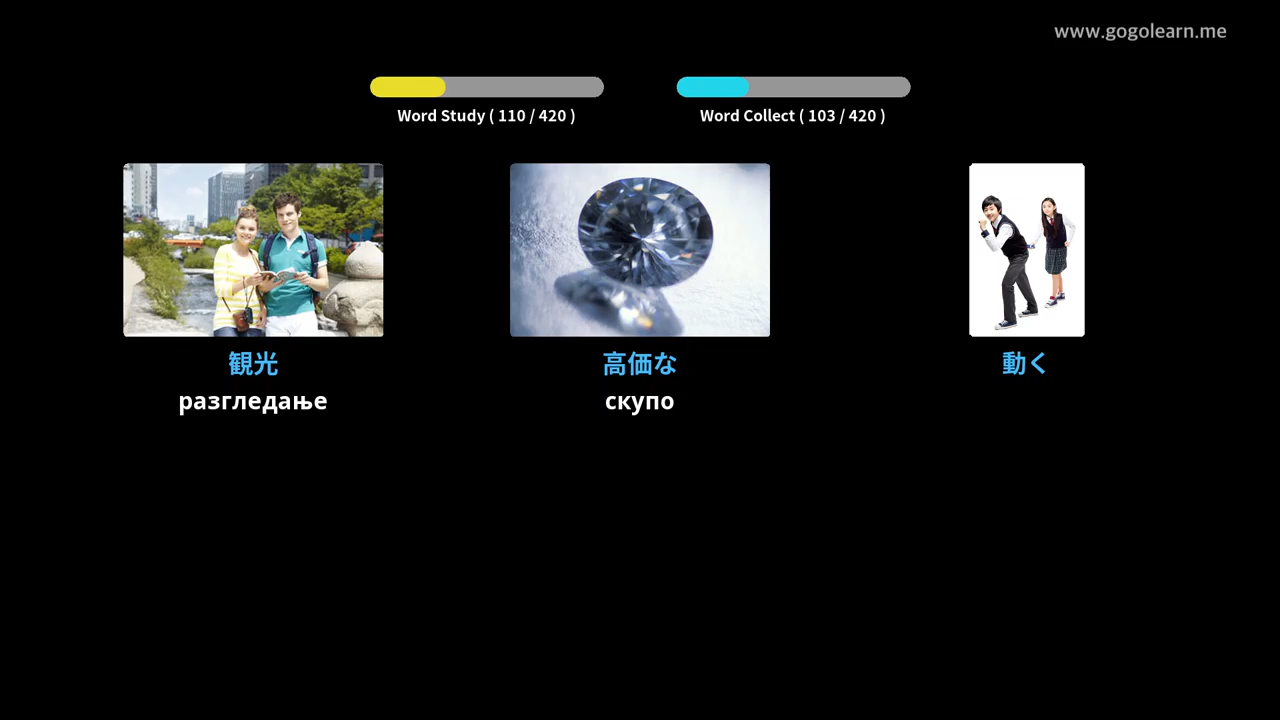 www.gogolearn.me
Word Study ( 110 / 420 )
Word Collect ( 103 / 420 )
観光
разгледање
高価な
скупо
動く